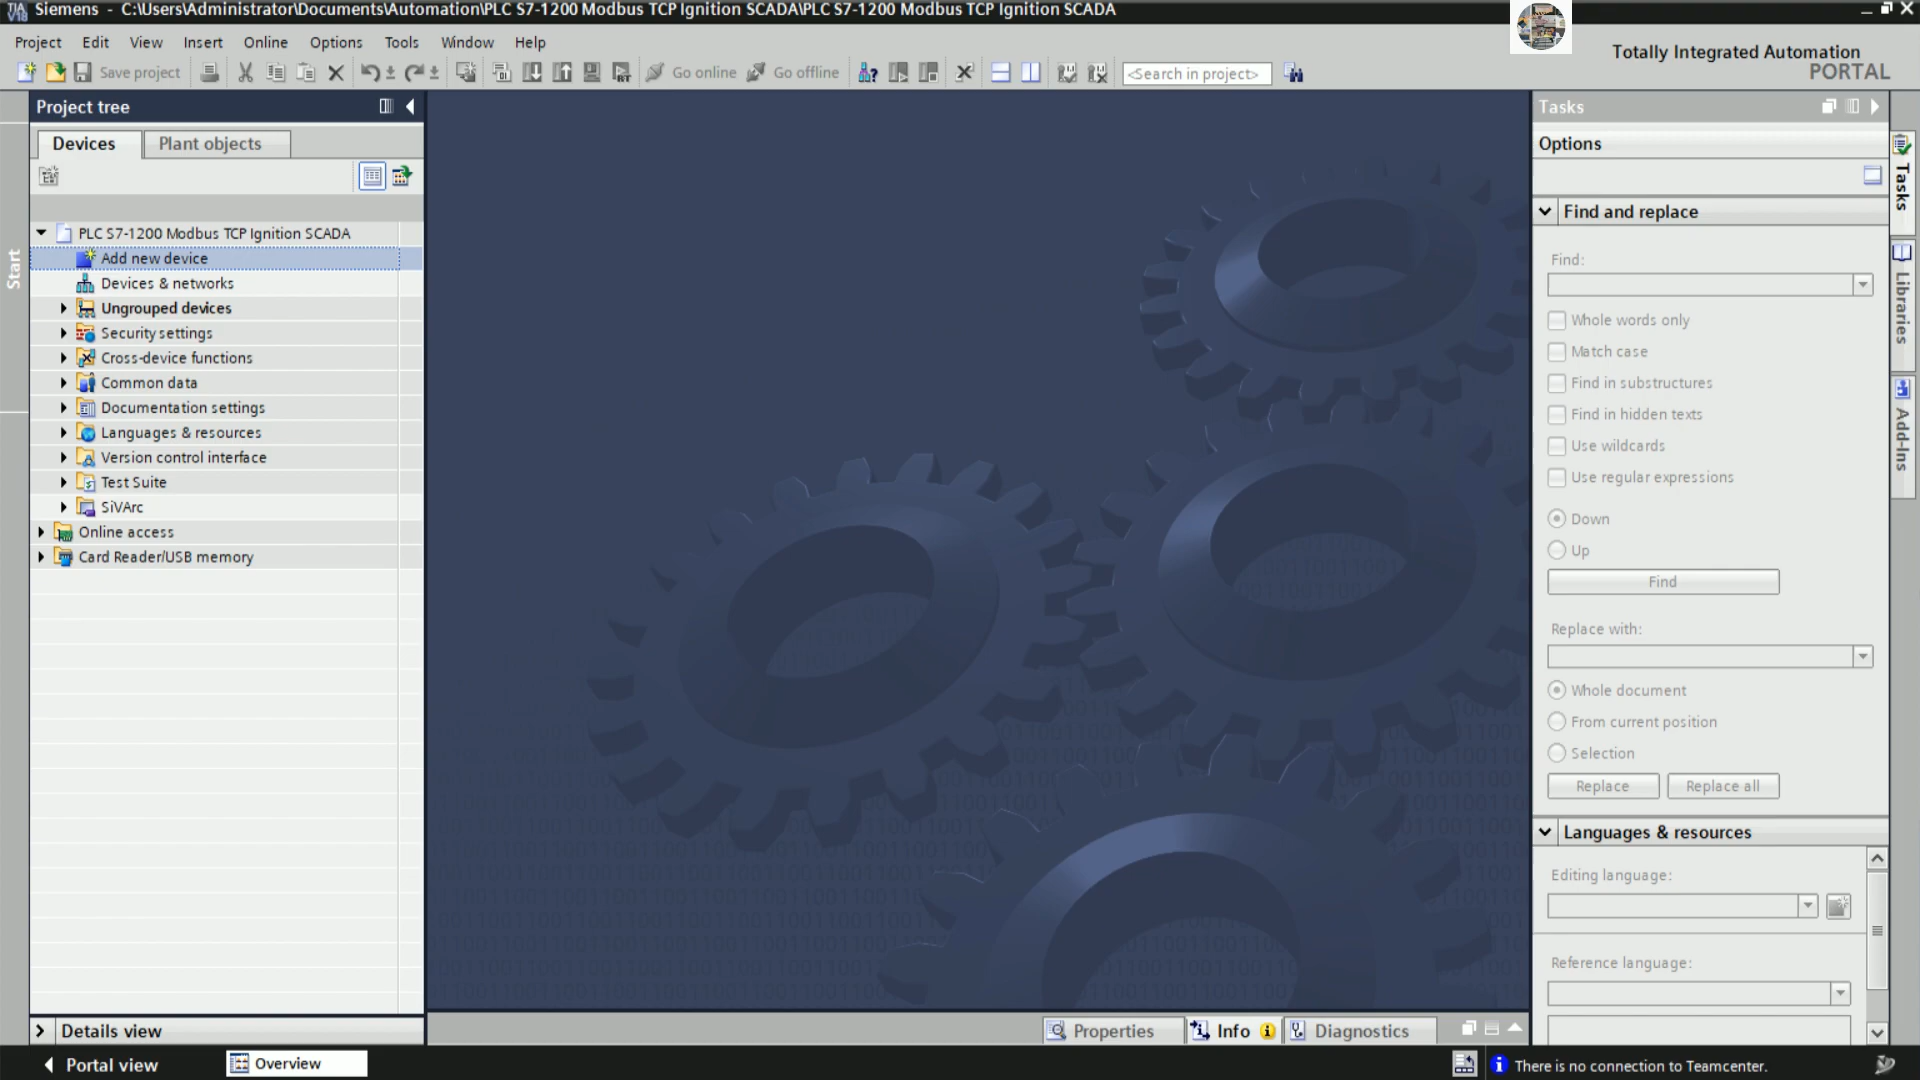 Siemens - C:\Users\Administrator\Documents\Automation\PLC S7-1200 Modbus TCP Ignition SCADA\PLC S7-1200 Modbus TCP Ignition SCADA
Project Edit View Insert Online Options Tools Window Help
Totally Integrated Automation
PORTAL
Save project Go online Go offline <Search in project>
Project tree
Devices Plant objects
Start
PLC S7-1200 Modbus TCP Ignition SCADA
Add new device
Devices & networks
Ungrouped devices
Security settings
Cross-device functions
Common data
Documentation settings
Languages & resources
Version control interface
Test Suite
SiVArc
Online access
Card Reader/USB memory
Details view
Tasks
Options
Find and replace
Find:
Whole words only
Match case
Find in substructures
Find in hidden texts
Use wildcards
Use regular expressions
Down
Up
Find
Replace with:
Whole document
From current position
Selection
Replace Replace all
Languages & resources
Editing language:
Reference language:
Tasks
Libraries
Add-Ins
Properties Info Diagnostics
Portal view Overview
There is no connection to Teamcenter.